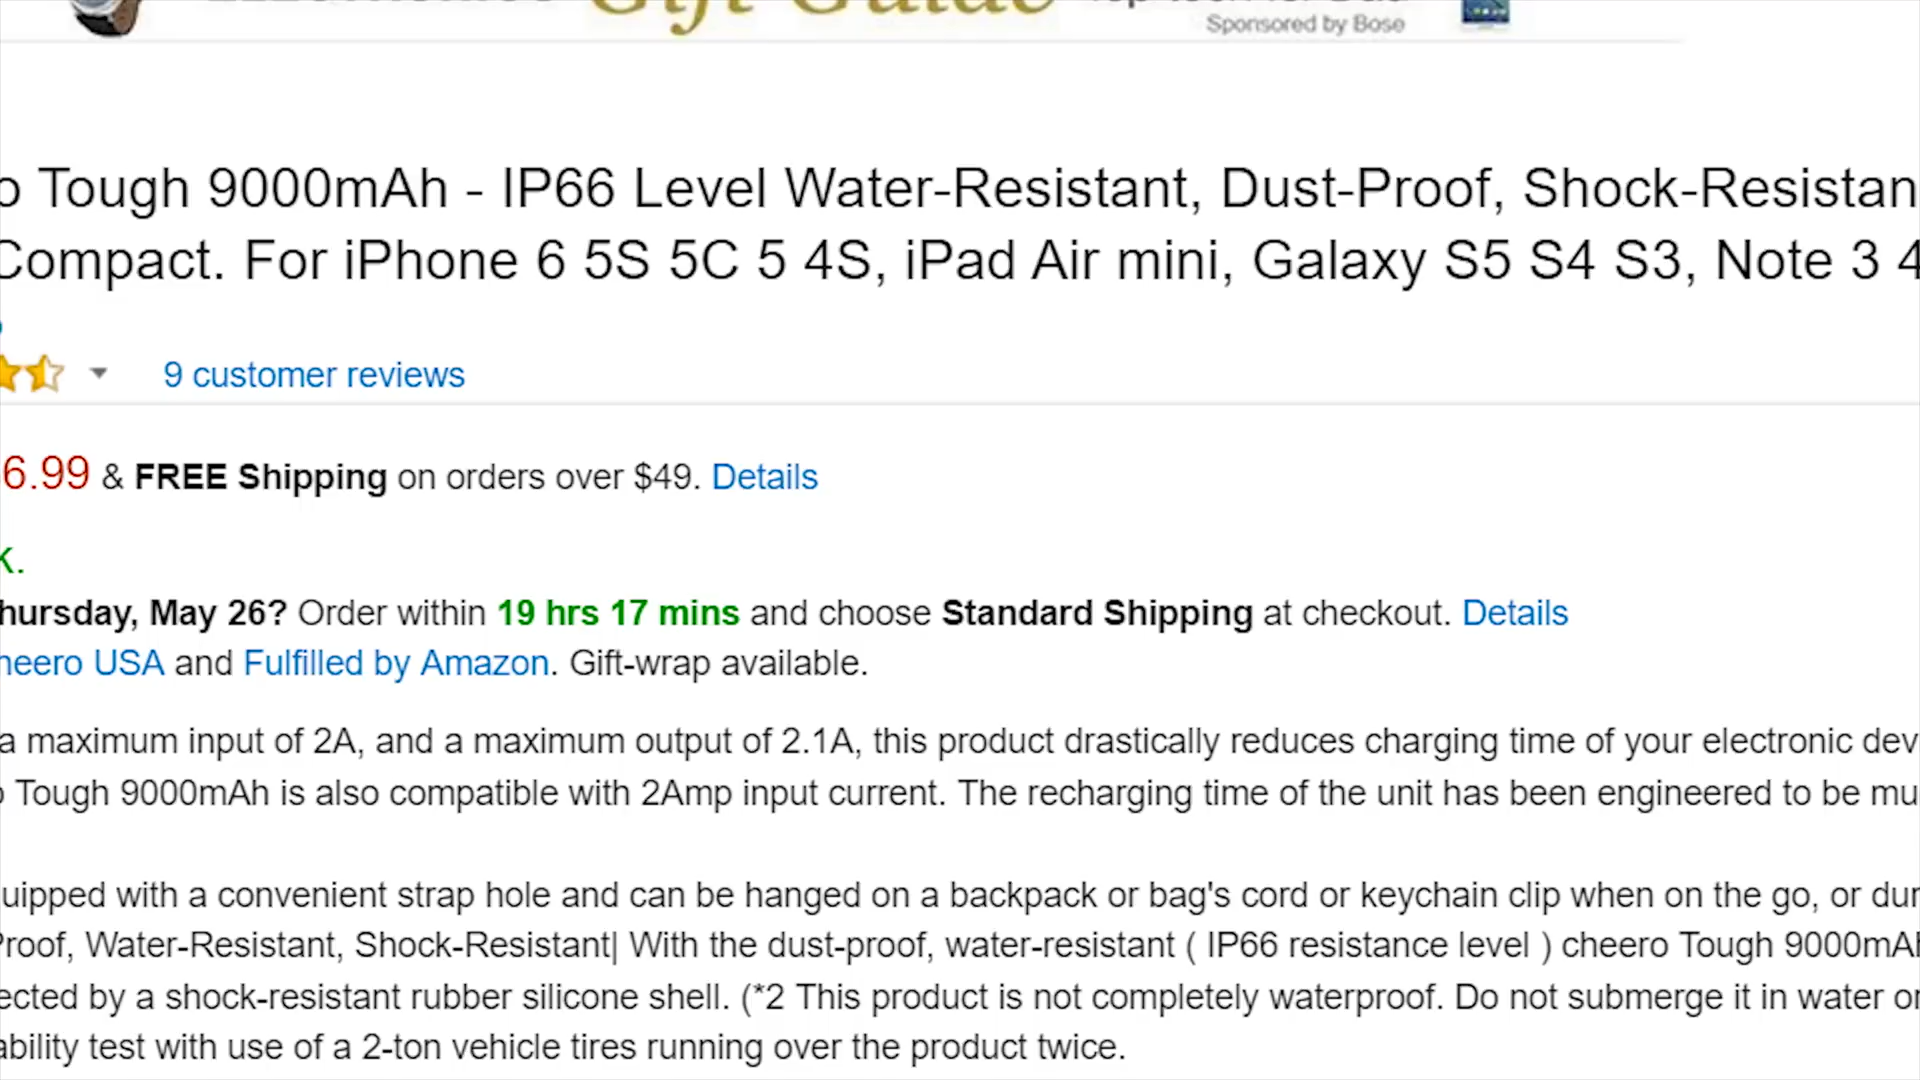 Gift Guide
Sponsored by Bose
o Tough 9000mAh - IP66 Level Water-Resistant, Dust-Proof, Shock-Resistan
Compact. For iPhone 6 5S 5C 5 4S, iPad Air mini, Galaxy S5 S4 S3, Note 3 4
9 customer reviews
6.99 & FREE Shipping on orders over $49. Details
k.
hursday, May 26? Order within 19 hrs 17 mins and choose Standard Shipping at checkout. Details
heero USA and Fulfilled by Amazon. Gift-wrap available.
a maximum input of 2A, and a maximum output of 2.1A, this product drastically reduces charging time of your electronic dev
o Tough 9000mAh is also compatible with 2Amp input current. The recharging time of the unit has been engineered to be mu
uipped with a convenient strap hole and can be hanged on a backpack or bag's cord or keychain clip when on the go, or dur
Proof, Water-Resistant, Shock-Resistant| With the dust-proof, water-resistant ( IP66 resistance level ) cheero Tough 9000mAh
ected by a shock-resistant rubber silicone shell. (*2 This product is not completely waterproof. Do not submerge it in water or
ability test with use of a 2-ton vehicle tires running over the product twice.